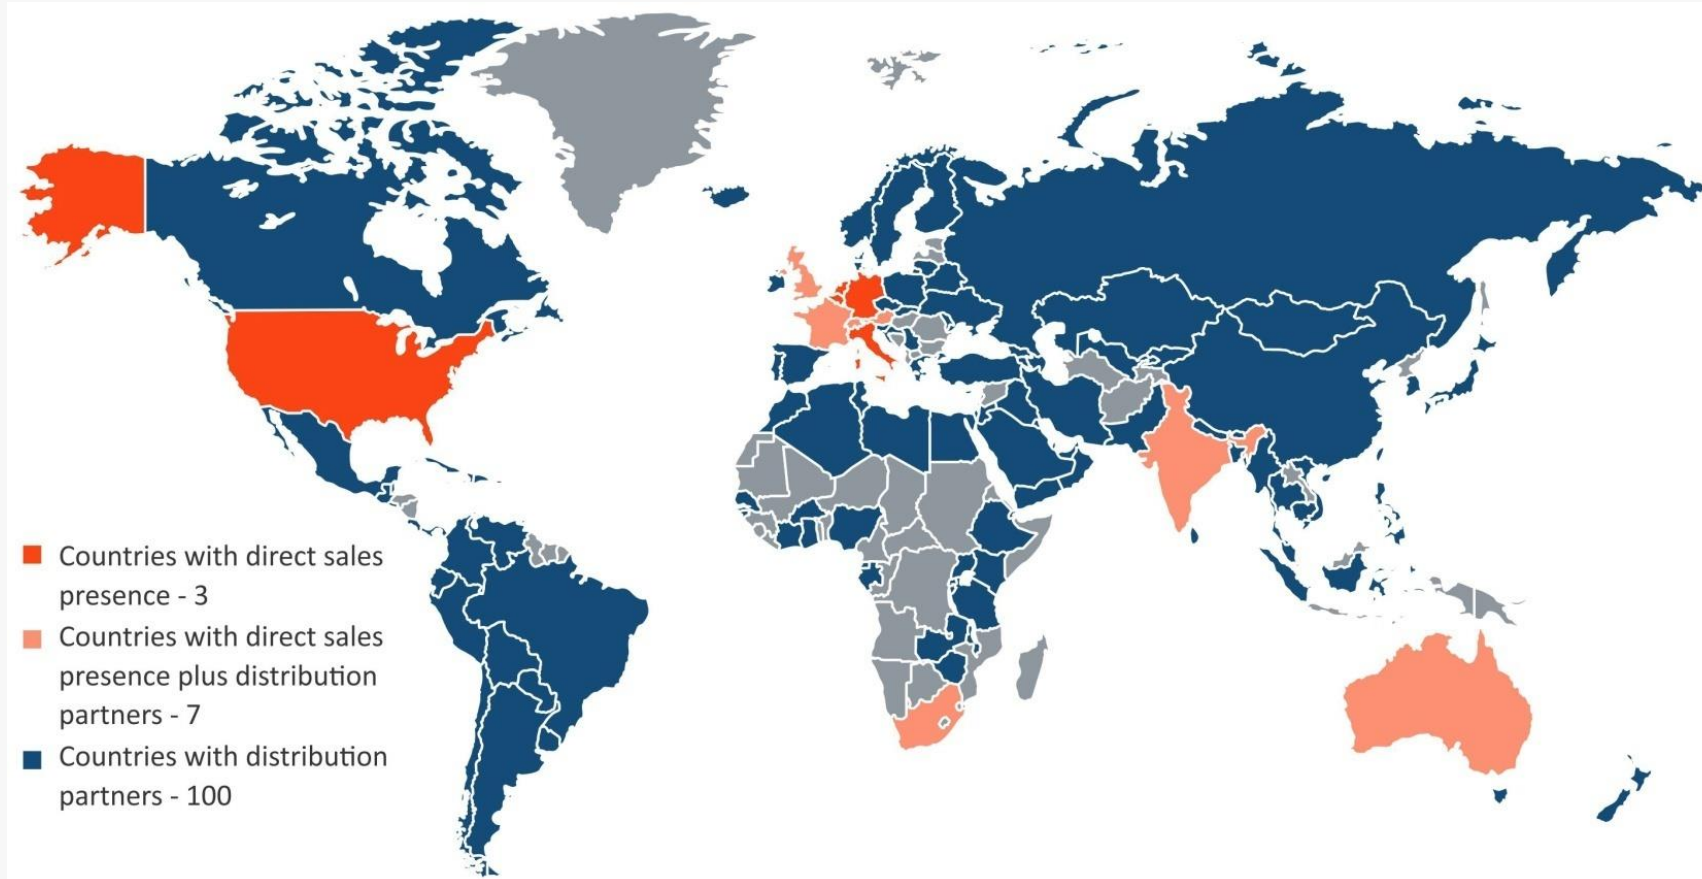 Countries with direct sales
presence - 3
Countries with direct sales
presence plus distribution
partners - 7
Countries with distribution
partners - 100